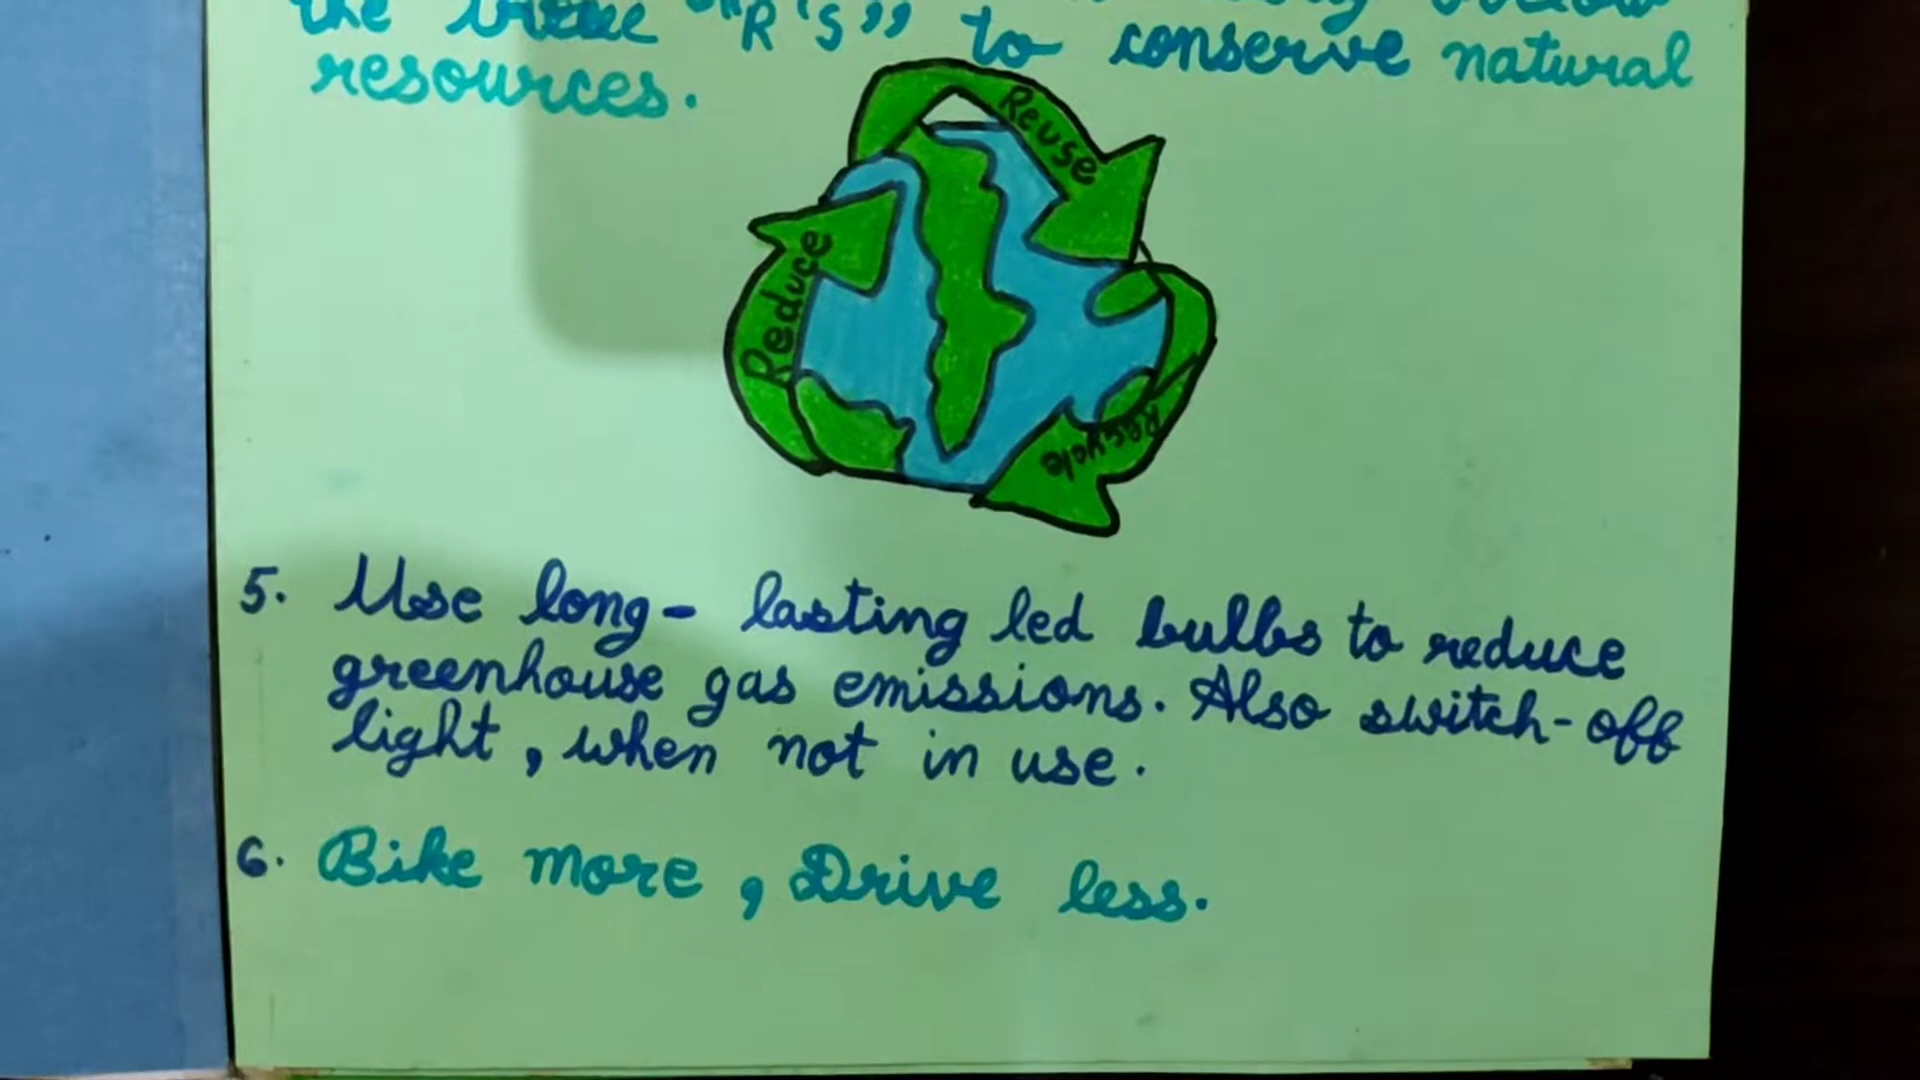 the three "R's" to conserve natural
resources.
Reuse
Reduce
Recycle
5. Use long- lasting led bulbs to reduce
greenhouse gas emissions. Also switch-off
light, when not in use.
6. Bike more, Drive less.